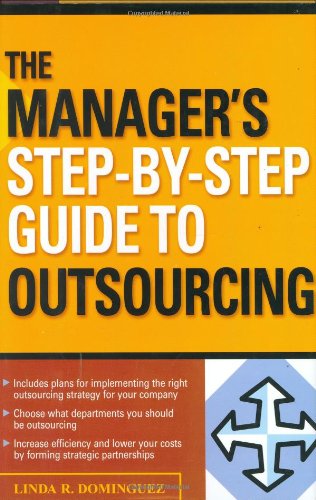 THE
MANAGER'S
STEP-BY-STEP
GUIDE TO
OUTSOURCING
Includes plans for implementing the right
outsourcing strategy for your company
Choose what departments you should
be outsourcing
Increase efficiency and lower your costs
by forming strategic partnerships
LINDA R. DOMINGUEZ